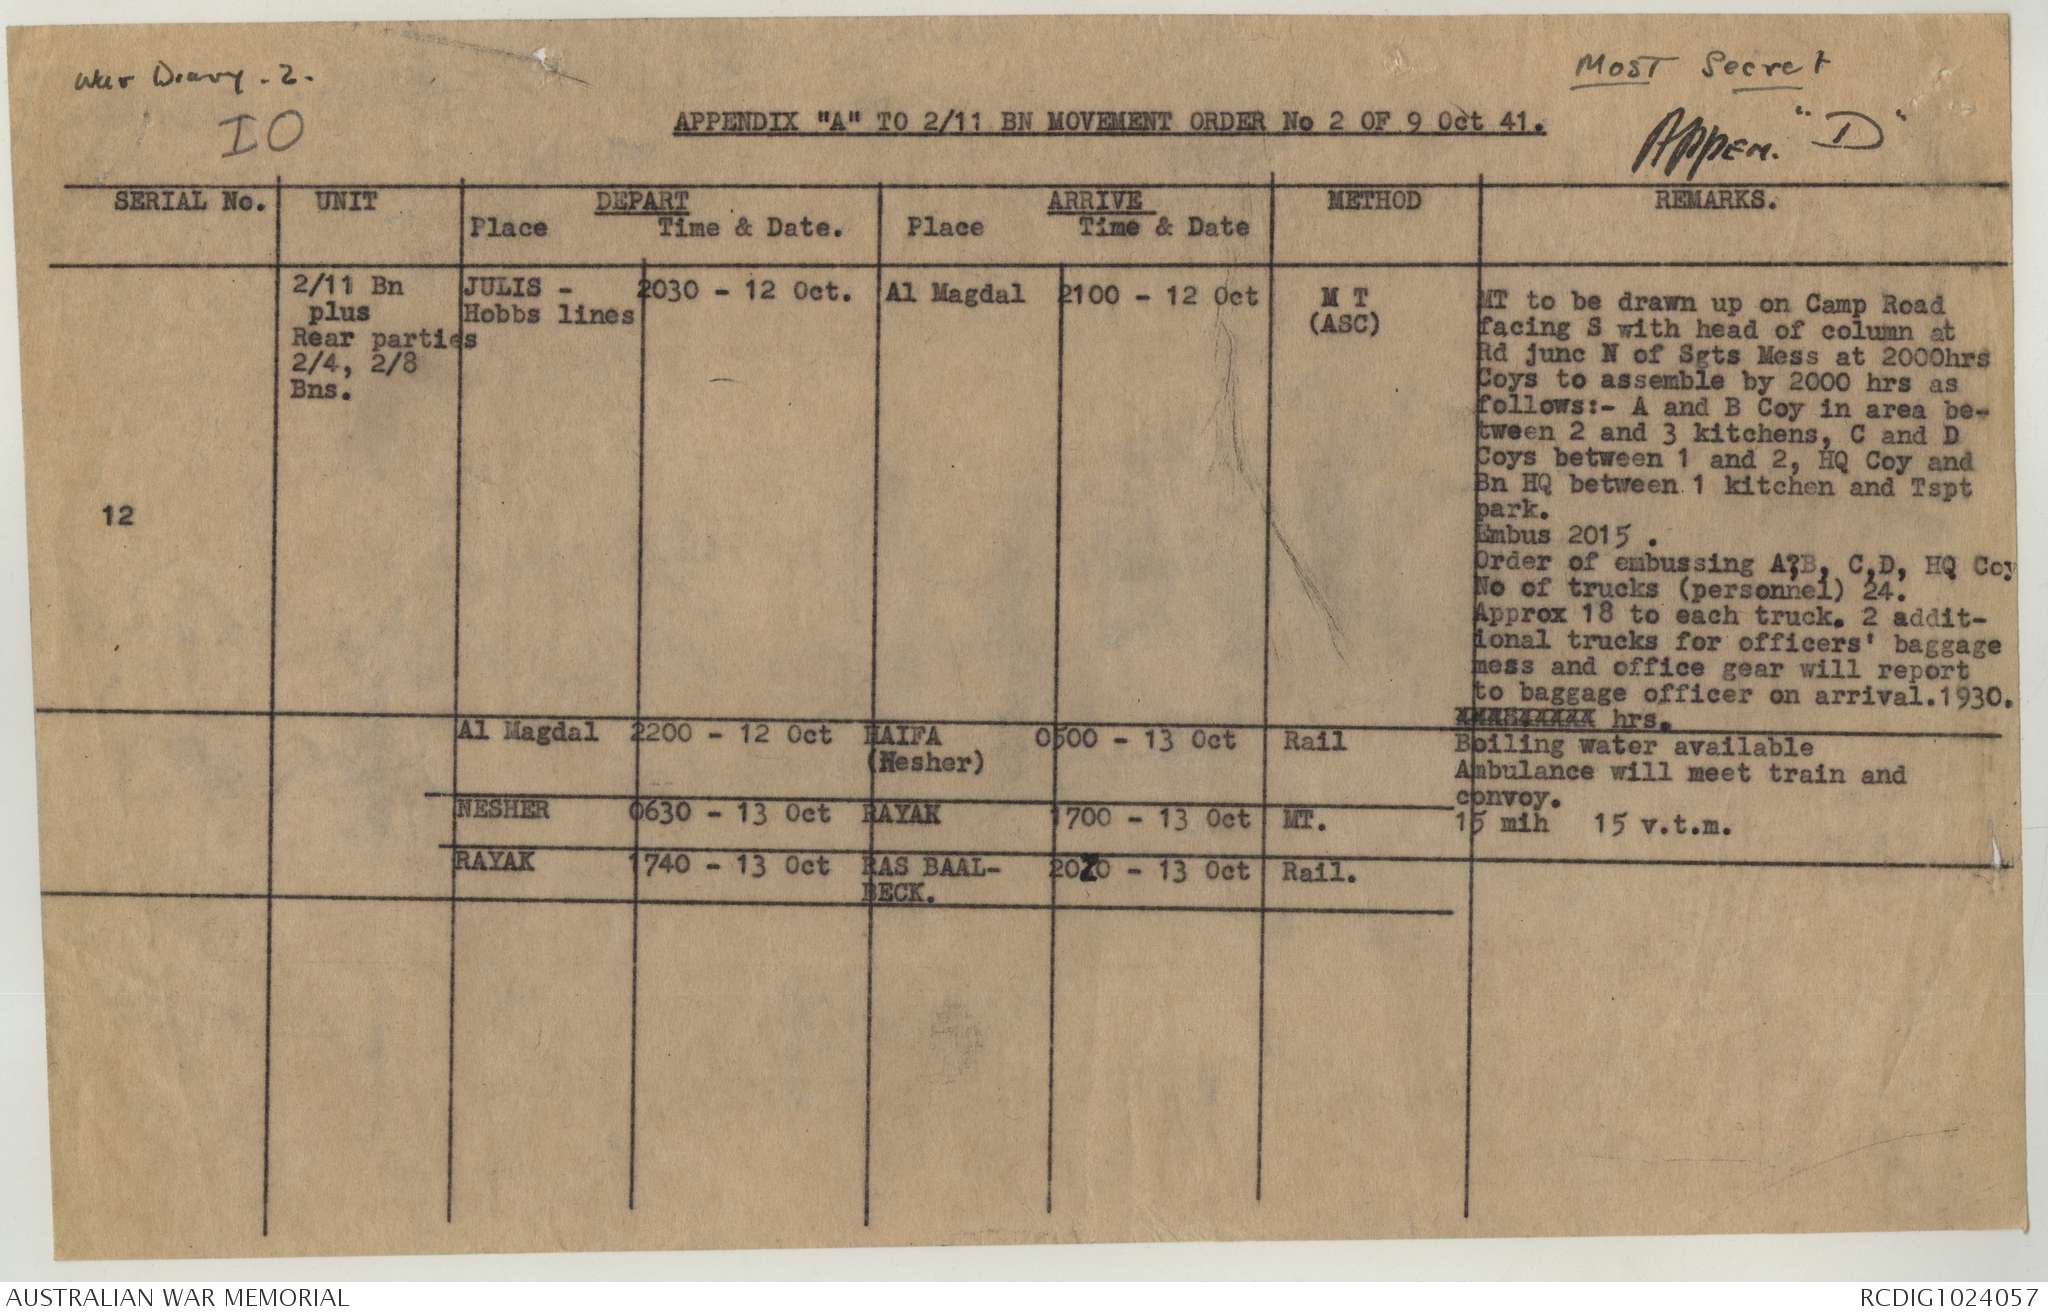 War Diary - 2.
IO
Most Secret
Appen. "D"
APPENDIX "A" TO 2/11 BN MOVEMENT ORDER No 2 OF 9 Oct 41.
SERIAL No. UNIT DEPART ARRIVE METHOD REMARKS.
Place Time & Date. Place Time & Date
12
2/11 Bn
plus
Rear parties
2/4, 2/8
Bns.
JULIS -
Hobbs lines
2030 - 12 Oct.
Al Magdal
2100 - 12 Oct
M T
(ASC)
MT to be drawn up on Camp Road
facing S with head of column at
Rd junc N of Sgts Mess at 2000hrs
Coys to assemble by 2000 hrs as
follows:- A and B Coy in area be-
tween 2 and 3 kitchens, C and D
Coys between 1 and 2, HQ Coy and
Bn HQ between 1 kitchen and Tspt
park.
Embus 2015 .
Order of embussing A,B, C,D, HQ Coy
No of trucks (personnel) 24.
Approx 18 to each truck. 2 addit-
ional trucks for officers' baggage
mess and office gear will report
to baggage officer on arrival.1930.
hrs.
Al Magdal 2200 - 12 Oct HAIFA 0500 - 13 Oct Rail
(Nesher)
Boiling water available
Ambulance will meet train and
convoy.
NESHER 0630 - 13 Oct RAYAK 1700 - 13 Oct MT.
15 mih 15 v.t.m.
RAYAK 1740 - 13 Oct RAS BAAL- 2020 - 13 Oct Rail.
BECK.
AUSTRALIAN WAR MEMORIAL
RCDIG1024057